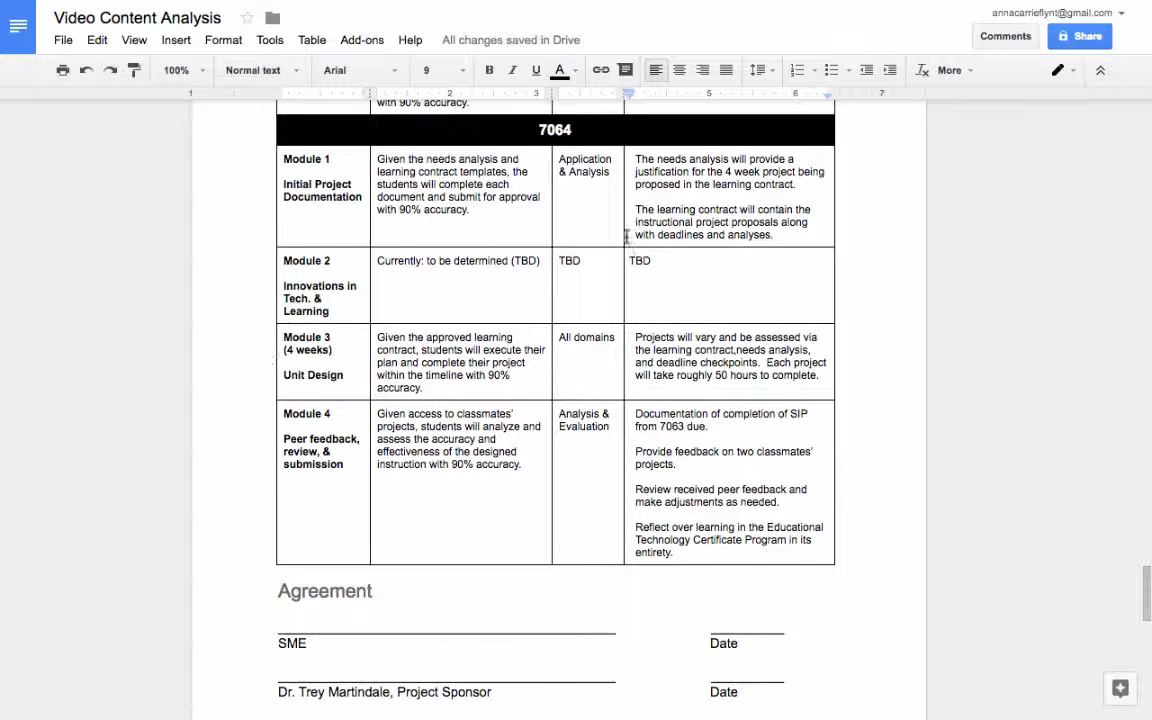 Video Content Analysis
annacarrieflynt@gmail.com
File Edit View Insert Format Tools Table Add-ons Help All changes saved in Drive
Comments
Share
100% Normal text Arial 9 B I U A More
1 1 2 3 5 6 7
with 90% accuracy.
7064
Module 1
Initial Project
Documentation
Given the needs analysis and
learning contract templates, the
students will complete each
document and submit for approval
with 90% accuracy.
Application
& Analysis
The needs analysis will provide a
justification for the 4 week project being
proposed in the learning contract.
The learning contract will contain the
instructional project proposals along
with deadlines and analyses.
Module 2
Innovations in
Tech. &
Learning
Currently: to be determined (TBD)
TBD
TBD
Module 3
(4 weeks)
Unit Design
Given the approved learning
contract, students will execute their
plan and complete their project
within the timeline with 90%
accuracy.
All domains
Projects will vary and be assessed via
the learning contract,needs analysis,
and deadline checkpoints. Each project
will take roughly 50 hours to complete.
Module 4
Peer feedback,
review, &
submission
Given access to classmates'
projects, students will analyze and
assess the accuracy and
effectiveness of the designed
instruction with 90% accuracy.
Analysis &
Evaluation
Documentation of completion of SIP
from 7063 due.
Provide feedback on two classmates'
projects.
Review received peer feedback and
make adjustments as needed.
Reflect over learning in the Educational
Technology Certificate Program in its
entirety.
Agreement
SME
Date
Dr. Trey Martindale, Project Sponsor
Date